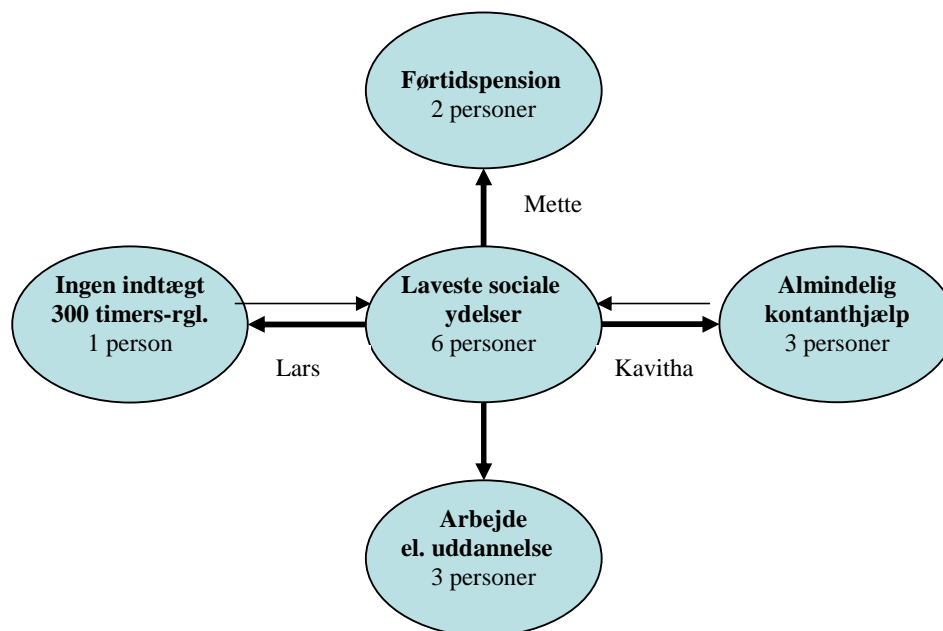 Førtidspension
2 personer
Mette
Ingen indtægt
300 timers-rgl.
1 person
Laveste sociale
ydelser
6 personer
Almindelig
kontanthjælp
3 personer
Lars
Kavitha
Arbejde
el. uddannelse
3 personer